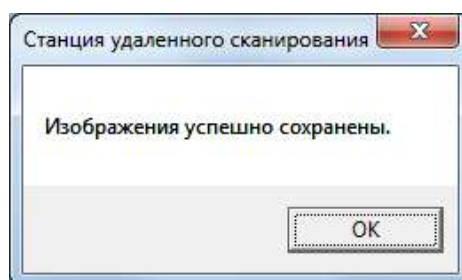 Станция удаленного сканирования
Изображения успешно сохранены.
OK